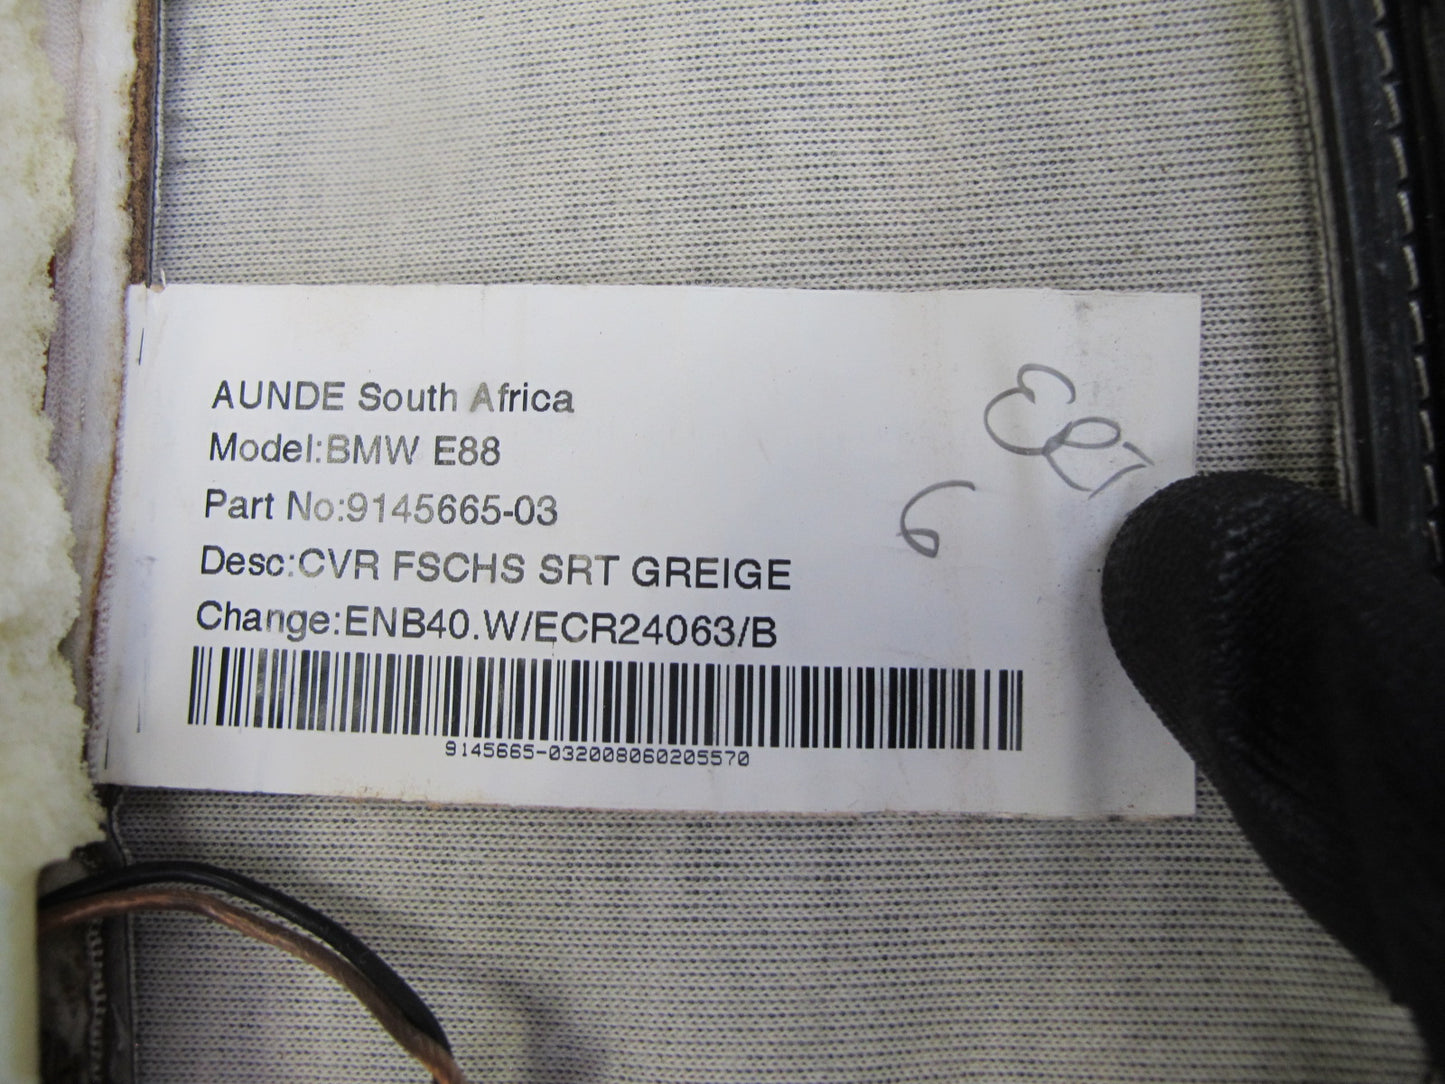 AUNDE South Africa
Model:BMW E88
Part No:9145665-03
Desc:CVR FSCHS SRT GREIGE
Change:ENB40.W/ECR24063/B
9145665-032008060205570
6